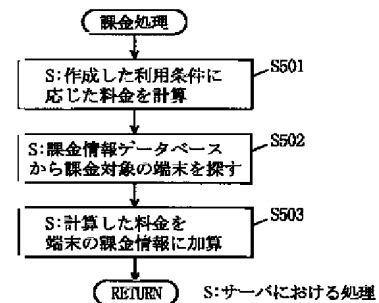 課金処理
S:作成した利用条件に
応じた料金を計算
S501
S:課金情報データベース
から課金対象の端末を探す
S502
S:計算した料金を
端末の課金情報に加算
S503
RETURN
S:サーバにおける処理